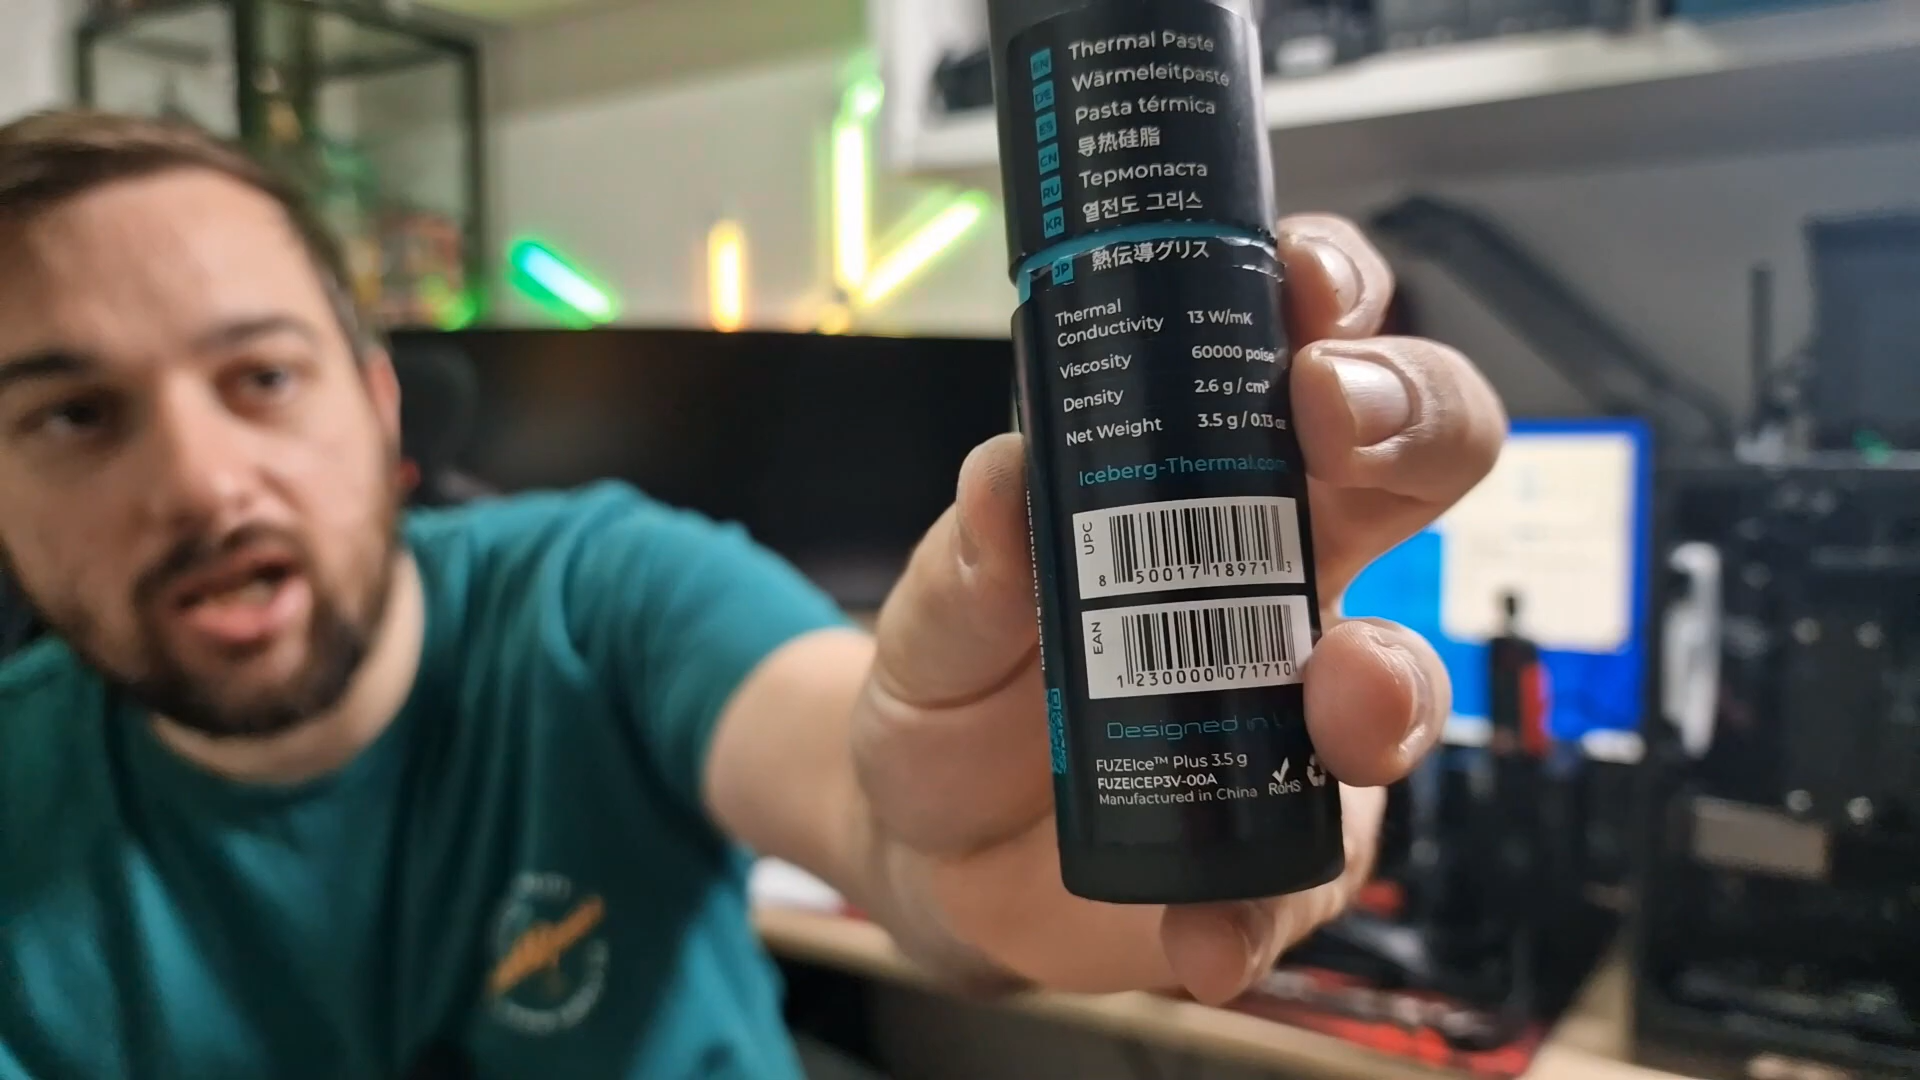 EN Thermal Paste
DE Wärmeleitpaste
ES Pasta térmica
CN 导热硅脂
RU Термопаста
KR 열전도 그리스
JP 熱伝導グリス
Thermal Conductivity 13 W/mK
Viscosity 60000 poise
Density 2.6 g / cm³
Net Weight 3.5 g / 0.13 oz
Iceberg-Thermal.com
UPC
8 50017 18971 3
EAN
1 230000 071710
Designed in
FUZEIce™ Plus 3.5 g
FUZEICEP3V-00A
Manufactured in China
RoHS